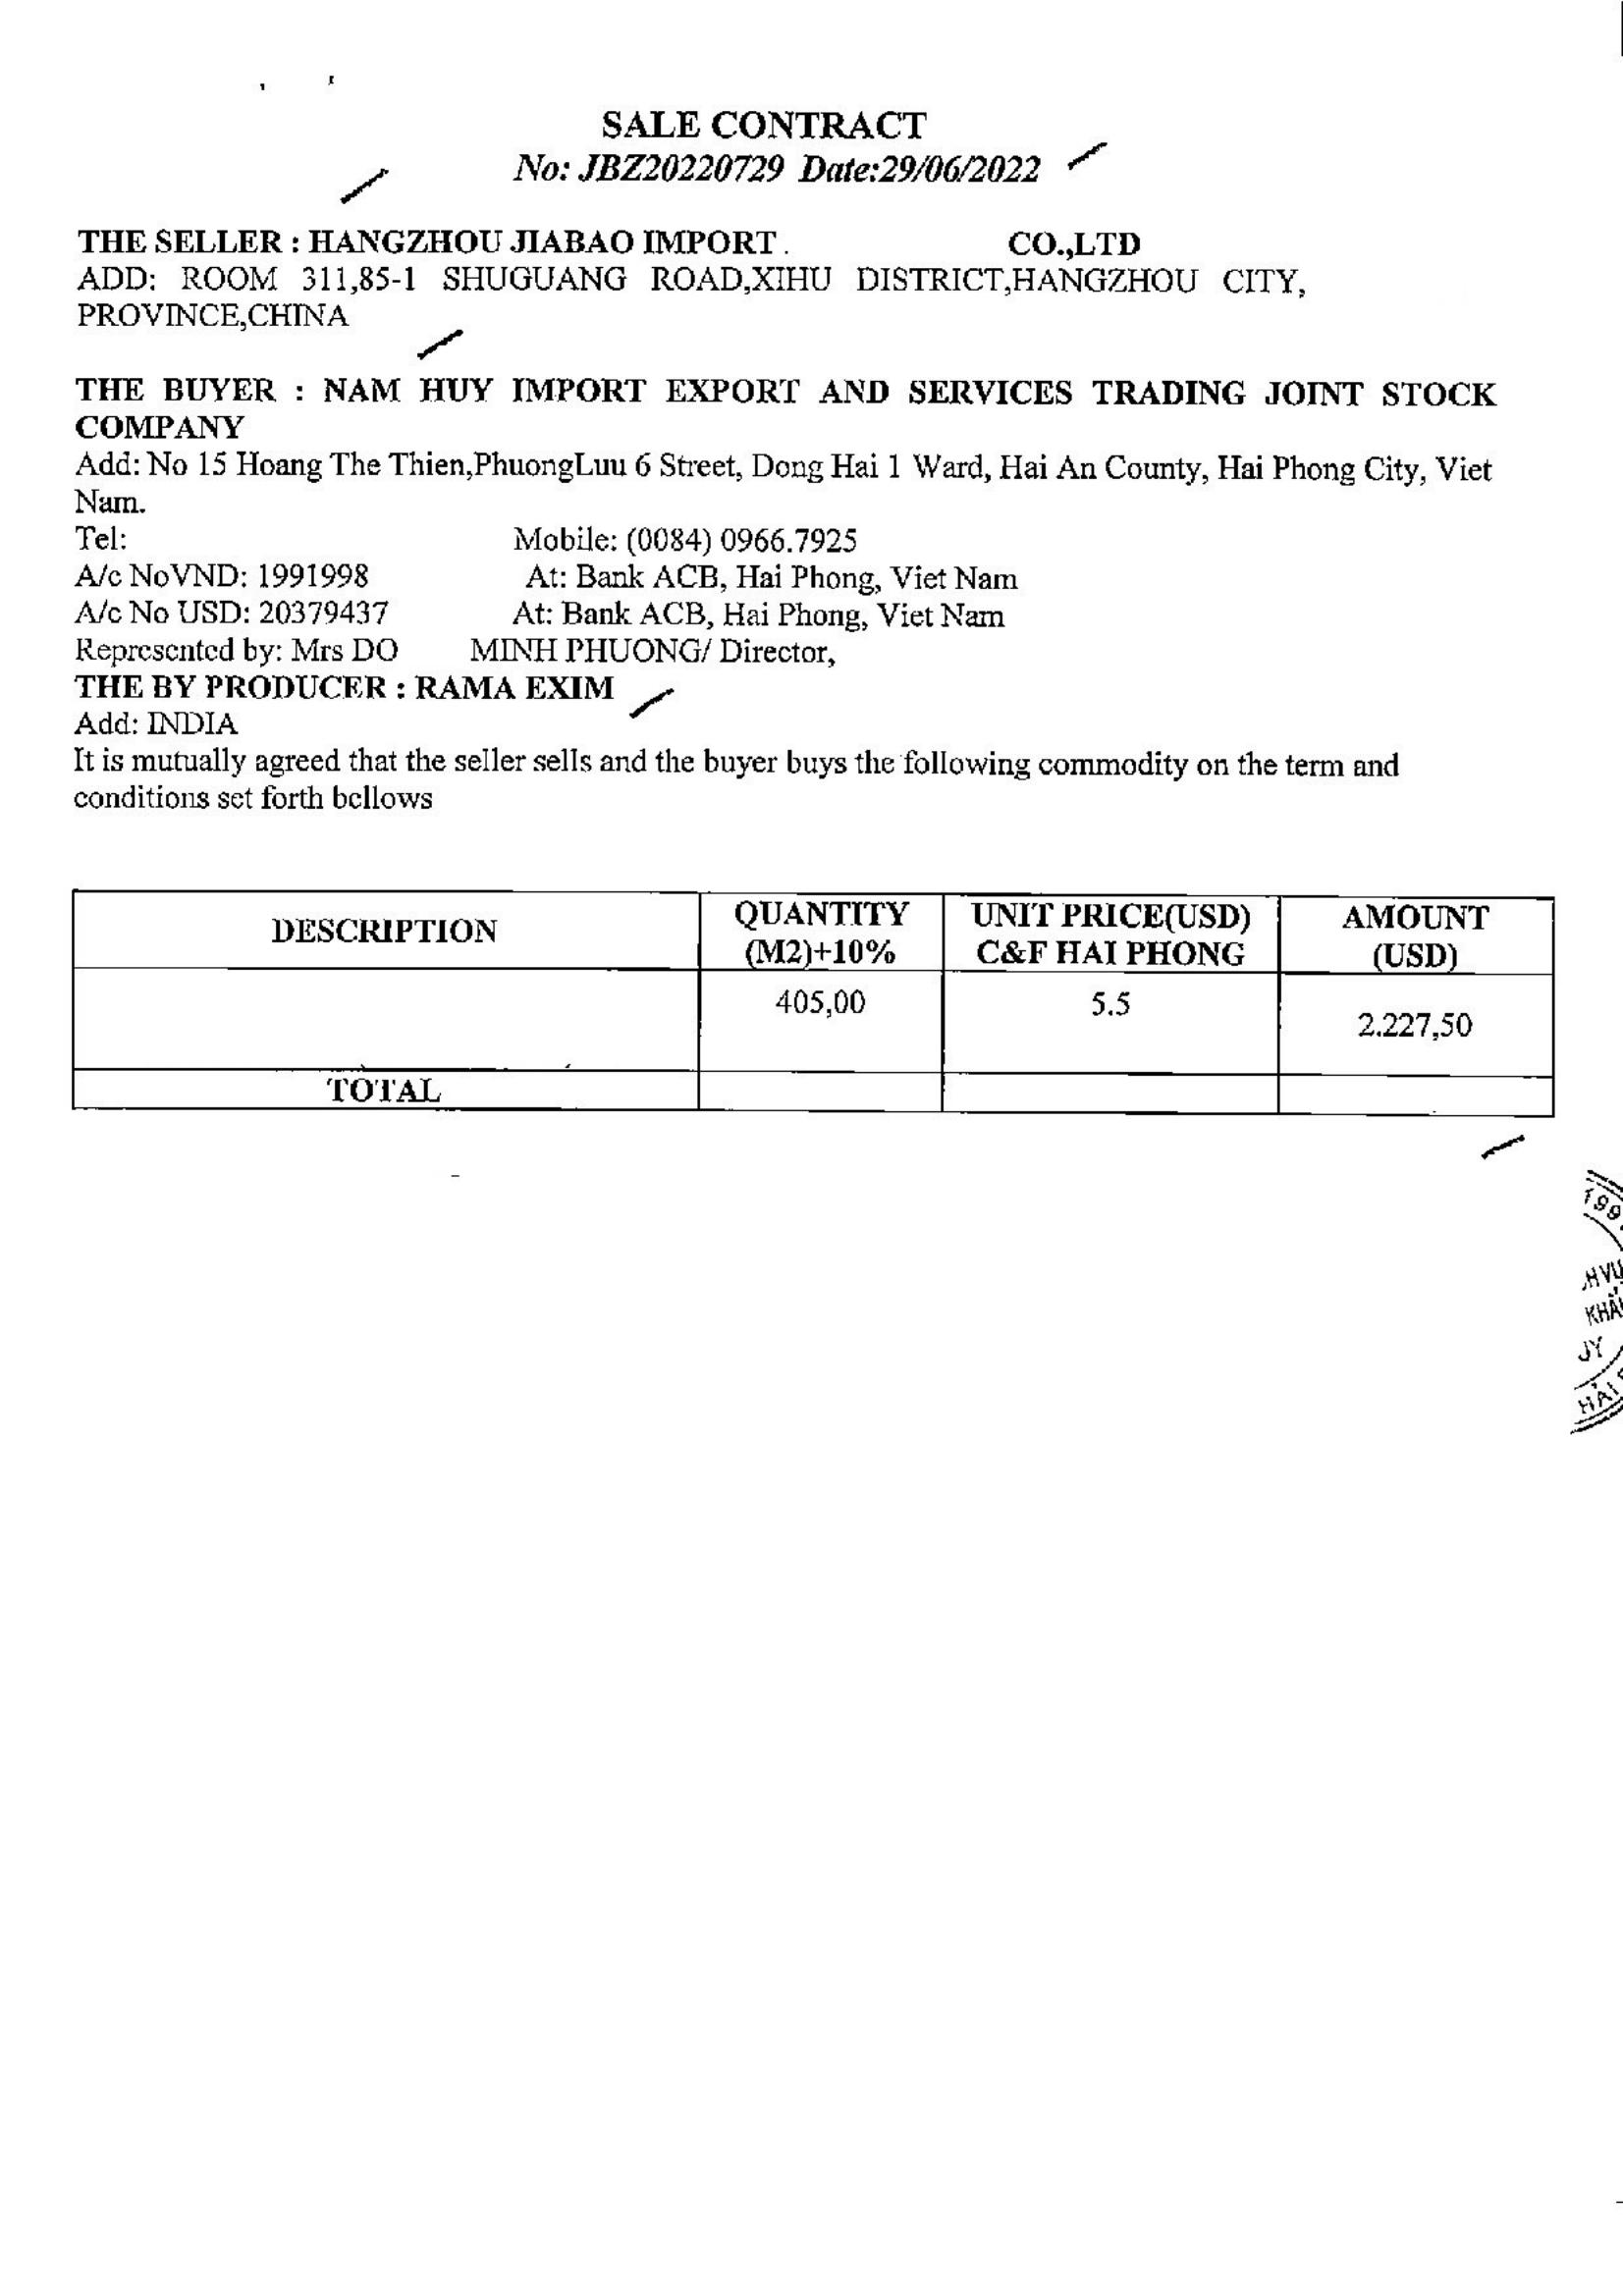 SALE CONTRACT
No: JBZ20220729 Date:29/06/2022
THE SELLER : HANGZHOU JIABAO IMPORT . CO.,LTD
ADD: ROOM 311,85-1 SHUGUANG ROAD,XIHU DISTRICT,HANGZHOU CITY,
PROVINCE,CHINA
THE BUYER : NAM HUY IMPORT EXPORT AND SERVICES TRADING JOINT STOCK
COMPANY
Add: No 15 Hoang The Thien,PhuongLuu 6 Street, Dong Hai 1 Ward, Hai An County, Hai Phong City, Viet
Nam.
Tel: Mobile: (0084) 0966.7925
A/c NoVND: 1991998 At: Bank ACB, Hai Phong, Viet Nam
A/c No USD: 20379437 At: Bank ACB, Hai Phong, Viet Nam
Represented by: Mrs DO MINH PHUONG/ Director,
THE BY PRODUCER : RAMA EXIM
Add: INDIA
It is mutually agreed that the seller sells and the buyer buys the following commodity on the term and
conditions set forth bellows
DESCRIPTION QUANTITY (M2)+10% UNIT PRICE(USD) C&F HAI PHONG AMOUNT (USD)
405,00 5.5 2.227,50
TOTAL